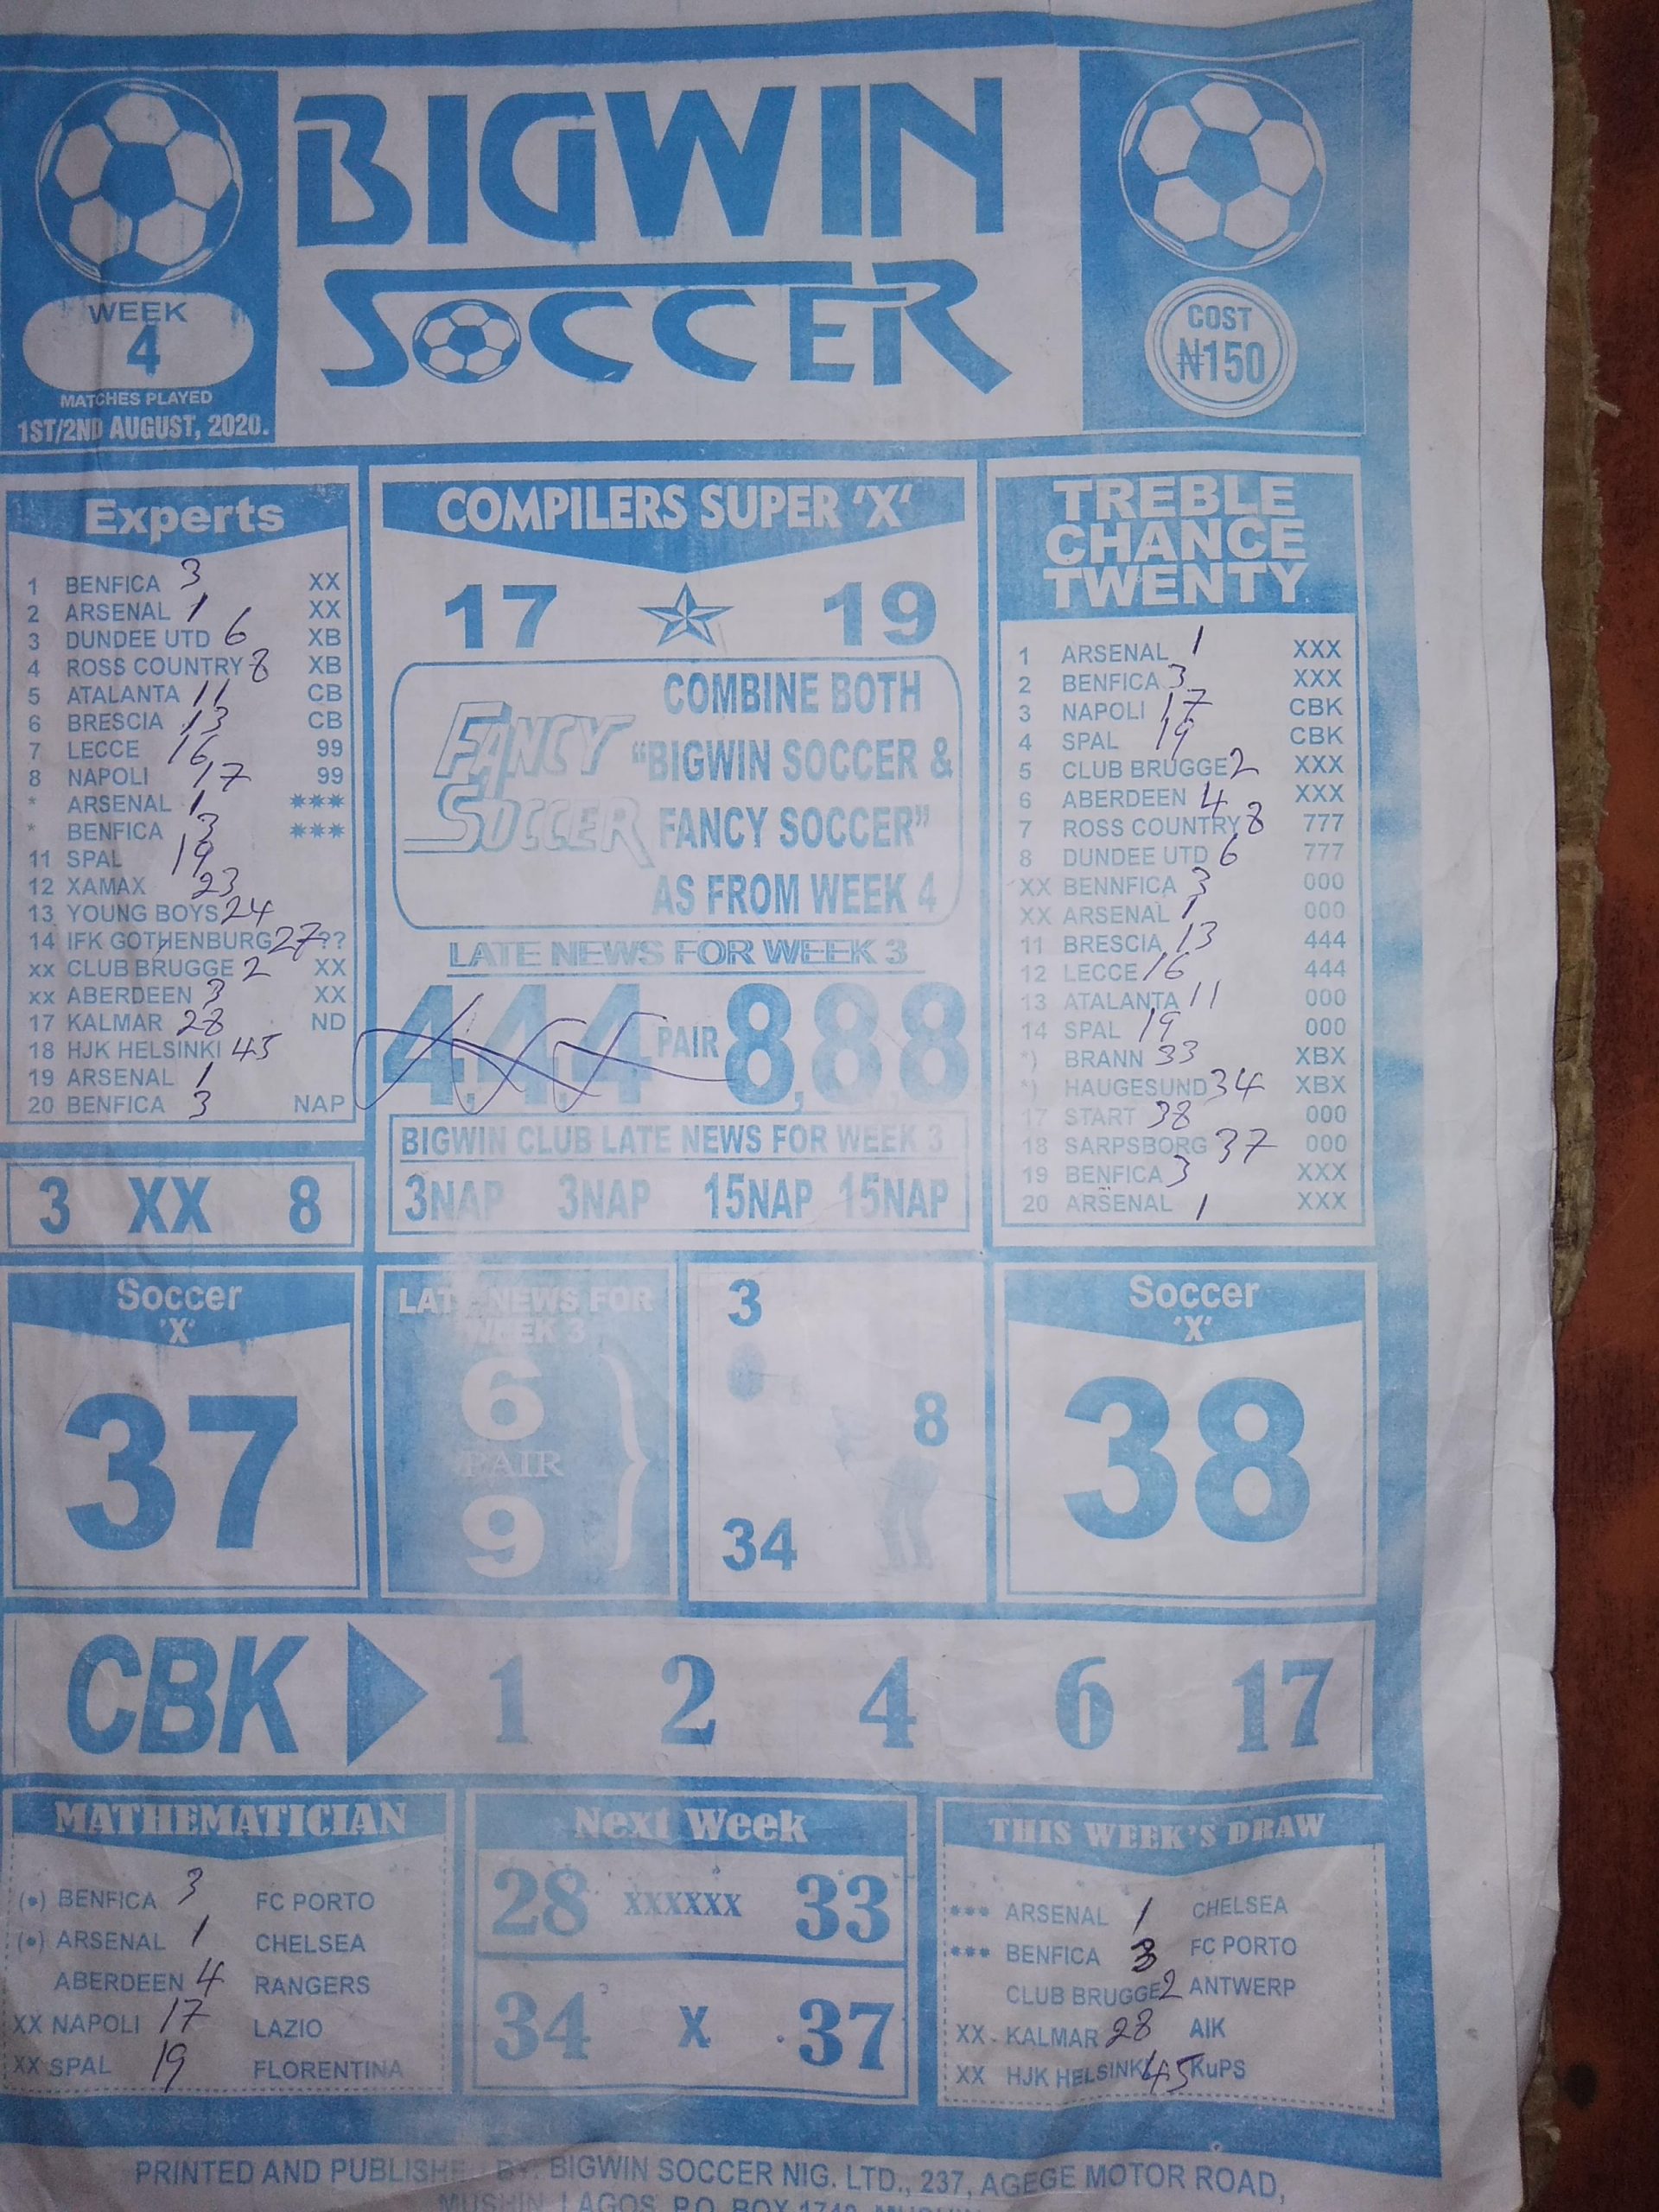 BIGWIN
SOCCER
WEEK
4
MATCHES PLAYED
1ST/2ND AUGUST, 2020.
COST
₦150
Experts
1 BENFICA 3 XX
2 ARSENAL 1 XX
3 DUNDEE UTD 6 XB
4 ROSS COUNTRY 8 XB
5 ATALANTA 11 CB
6 BRESCIA 13 CB
7 LECCE 16 99
8 NAPOLI 17 99
* ARSENAL 1 ***
* BENFICA 3 ***
11 SPAL 19
12 XAMAX 23
13 YOUNG BOYS 24
14 IFK GOTHENBURG 27 ??
xx CLUB BRUGGE 2 XX
xx ABERDEEN 3 XX
17 KALMAR 28 ND
18 HJK HELSINKI 45
19 ARSENAL 1
20 BENFICA 3 NAP
3 XX 8
COMPILERS SUPER 'X'
17 19
FANCY SOCCER
COMBINE BOTH
"BIGWIN SOCCER &
FANCY SOCCER"
AS FROM WEEK 4
LATE NEWS FOR WEEK 3
4,4,4 PAIR 8,88
BIGWIN CLUB LATE NEWS FOR WEEK 3
3NAP 3NAP 15NAP 15NAP
TREBLE
CHANCE
TWENTY
1 ARSENAL 1 XXX
2 BENFICA 3 XXX
3 NAPOLI 17 CBK
4 SPAL 19 CBK
5 CLUB BRUGGE 2 XXX
6 ABERDEEN 4 XXX
7 ROSS COUNTRY 8 777
8 DUNDEE UTD 6 777
XX BENNFICA 3 000
XX ARSENAL 1 000
11 BRESCIA 13 444
12 LECCE 16 444
13 ATALANTA 11 000
14 SPAL 19 000
*) BRANN 33 XBX
*) HAUGESUND 34 XBX
17 START 38 000
18 SARPSBORG 37 000
19 BENFICA 3 XXX
20 ARSENAL 1 XXX
Soccer
'X'
37
LATE NEWS FOR
WEEK 3
6
PAIR
9
3
8
34
Soccer
'X'
38
CBK 1 2 4 6 17
MATHEMATICIAN
(•) BENFICA 3 FC PORTO
(•) ARSENAL 1 CHELSEA
ABERDEEN 4 RANGERS
XX NAPOLI 17 LAZIO
XX SPAL 19 FLORENTINA
Next Week
28 XXXXXX 33
34 X 37
THIS WEEK'S DRAW
*** ARSENAL 1 CHELSEA
*** BENFICA 3 FC PORTO
CLUB BRUGGE 2 ANTWERP
XX - KALMAR 28 AIK
XX HJK HELSINKI 45 KuPS
PRINTED AND PUBLISHED BY: BIGWIN SOCCER NIG. LTD., 237, AGEGE MOTOR ROAD,
MUSHIN, LAGOS. P.O. BOX